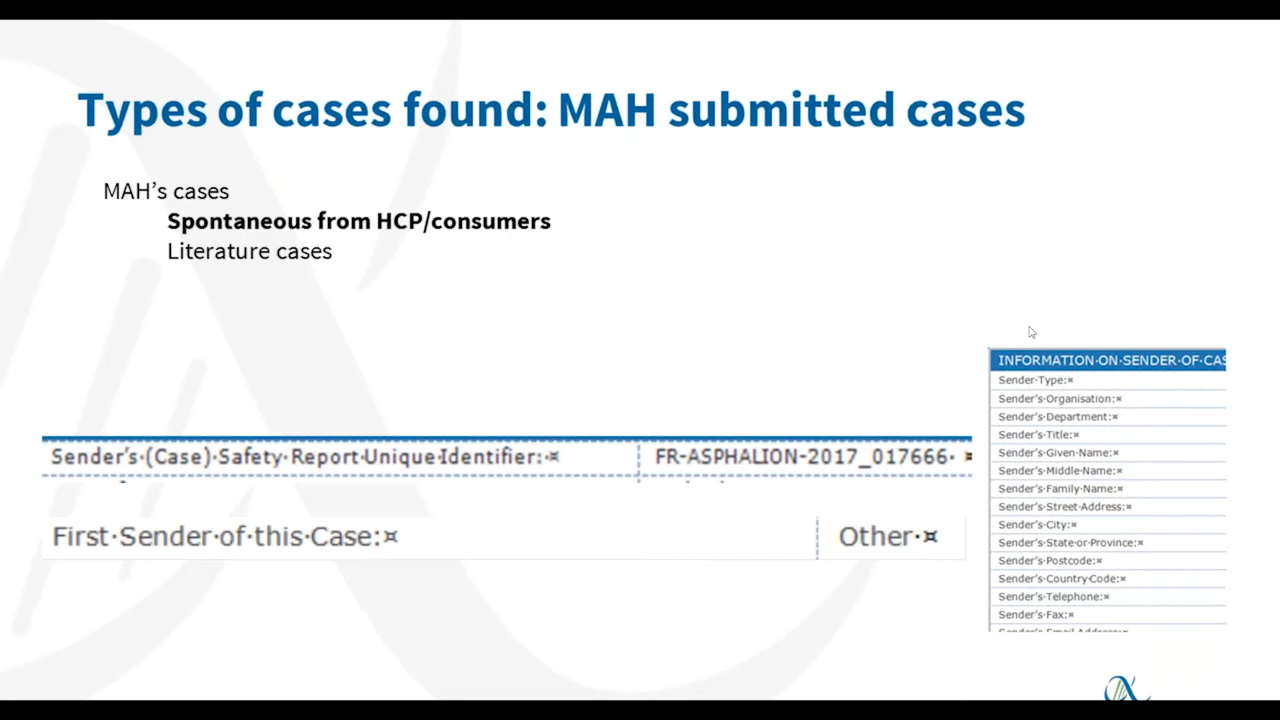 Types of cases found: MAH submitted cases
MAH’s cases
Spontaneous from HCP/consumers
Literature cases
Sender’s·(Case)·Safety·Report·Unique·Identifier:·¤ FR-ASPHALION-2017_017666·
First·Sender·of·this·Case:¤ Other·¤
INFORMATION·ON·SENDER·OF·CAS
Sender·Type:¤
Sender’s·Organisation:¤
Sender’s·Department:¤
Sender’s·Title:¤
Sender’s·Given·Name:¤
Sender’s·Middle·Name:¤
Sender’s·Family·Name:¤
Sender’s·Street·Address:¤
Sender’s·City:¤
Sender’s·State·or·Province:¤
Sender’s·Postcode:¤
Sender’s·Country·Code:¤
Sender’s·Telephone:¤
Sender’s·Fax:¤
Sender’s·Email·Address:¤